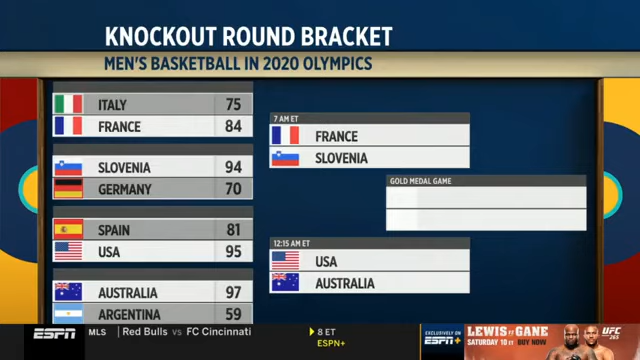 KNOCKOUT ROUND BRACKET
MEN'S BASKETBALL IN 2020 OLYMPICS
ITALY 75
FRANCE 84
SLOVENIA 94
GERMANY 70
SPAIN 81
USA 95
AUSTRALIA 97
ARGENTINA 59
7 AM ET
FRANCE
SLOVENIA
12:15 AM ET
USA
AUSTRALIA
GOLD MEDAL GAME
ESPN MLS Red Bulls vs FC Cincinnati 8 ET
ESPN+
EXCLUSIVELY ON
ESPN+
LEWIS VS GANE
SATURDAY 10 ET BUY NOW
UFC
265